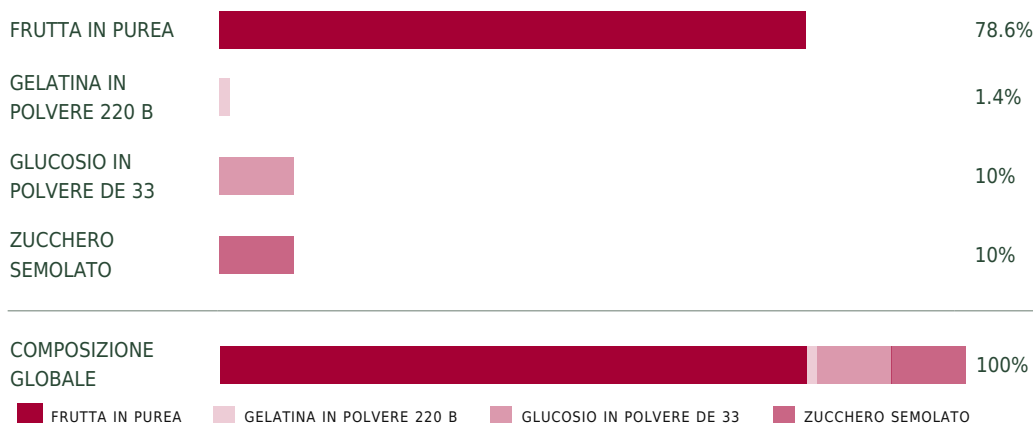 FRUTTA IN PUREA 78.6%
GELATINA IN
POLVERE 220 B 1.4%
GLUCOSIO IN
POLVERE DE 33 10%
ZUCCHERO
SEMOLATO 10%
COMPOSIZIONE
GLOBALE 100%
FRUTTA IN PUREA GELATINA IN POLVERE 220 B GLUCOSIO IN POLVERE DE 33 ZUCCHERO SEMOLATO